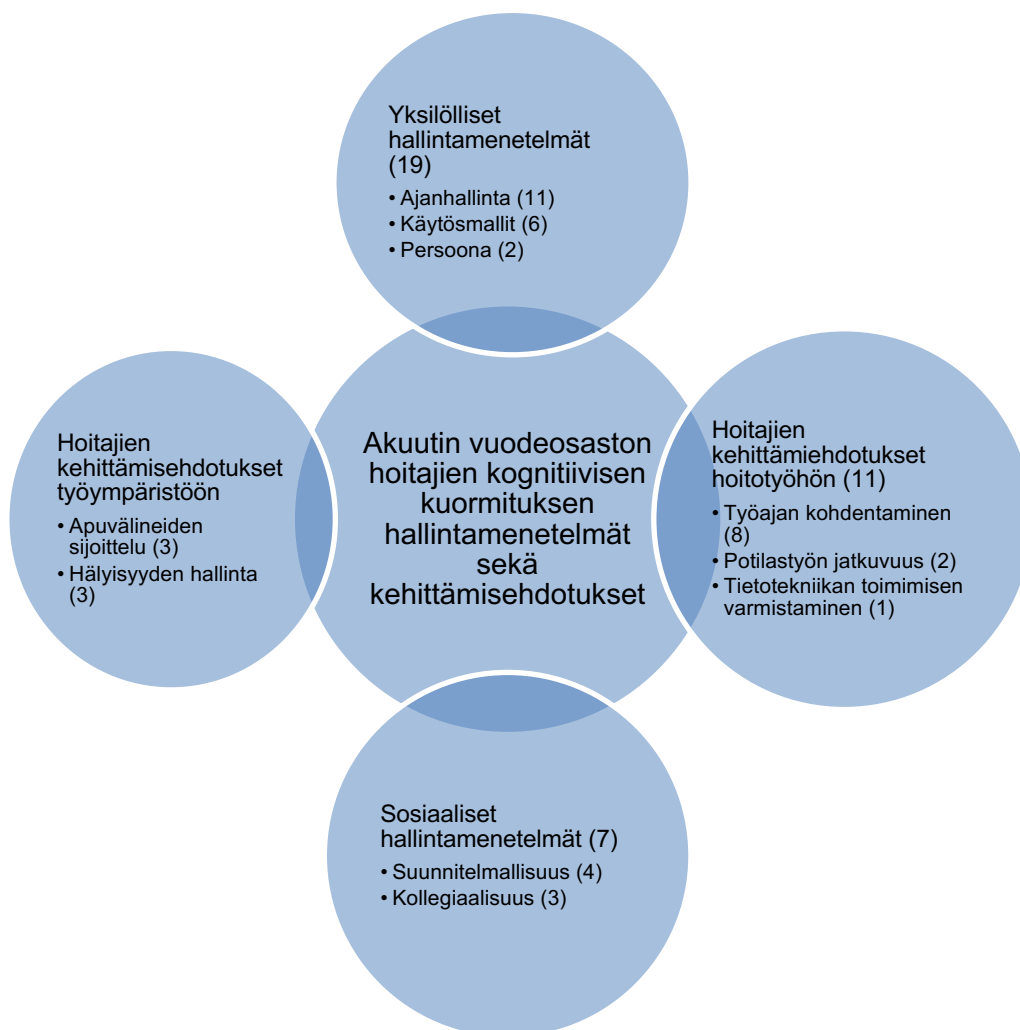 Yksilölliset
hallintamenetelmät
(19)
• Ajanhallinta (11)
• Käytösmallit (6)
• Persoona (2)
Hoitajien
kehittämisehdotukset
työympäristöön
• Apuvälineiden
sijoittelu (3)
• Hälyisyyden hallinta
(3)
Akuutin vuodeosaston
hoitajien kognitiivisen
kuormituksen
hallintamenetelmät
sekä
kehittämisehdotukset
Hoitajien
kehittämiehdotukset
hoitotyöhön (11)
• Työajan kohdentaminen
(8)
• Potilastyön jatkuvuus (2)
• Tietotekniikan toimimisen
varmistaminen (1)
Sosiaaliset
hallintamenetelmät (7)
• Suunnitelmallisuus (4)
• Kollegiaalisuus (3)